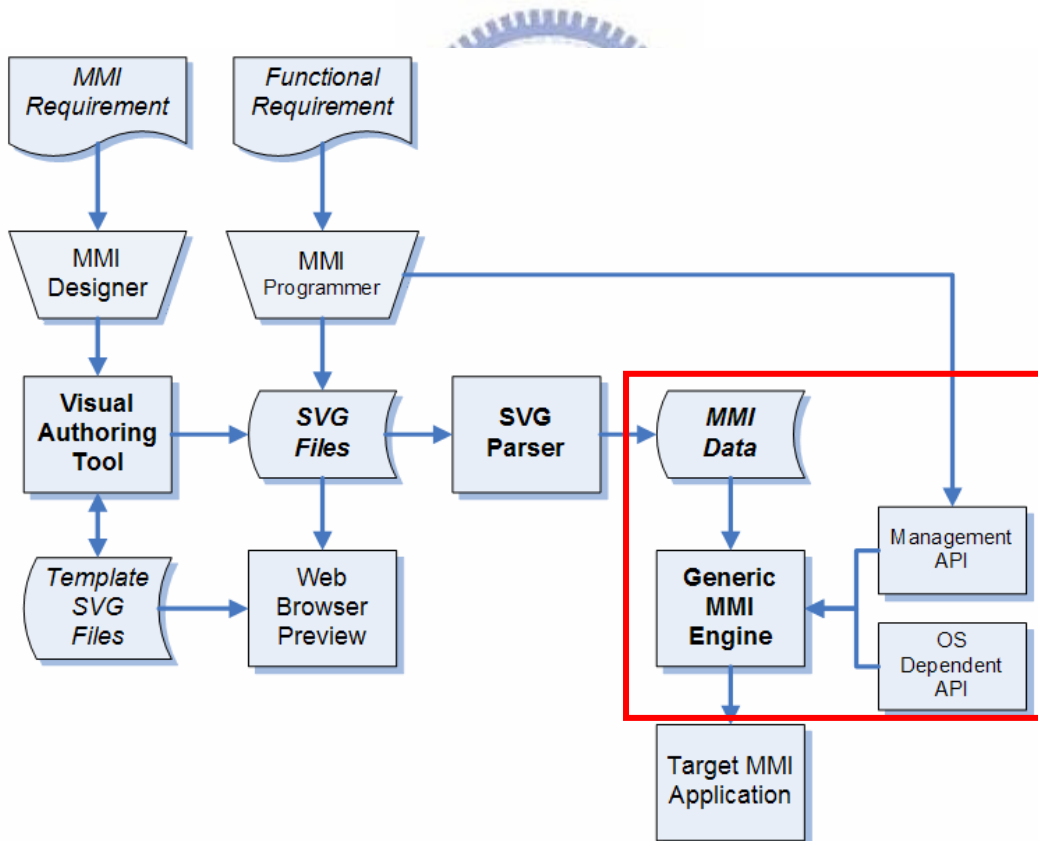 MMI
Requirement
Functional
Requirement
MMI
Designer
MMI
Programmer
Visual
Authoring
Tool
SVG
Files
SVG
Parser
MMI
Data
Management
API
Template
SVG
Files
Web
Browser
Preview
Generic
MMI
Engine
OS
Dependent
API
Target MMI
Application